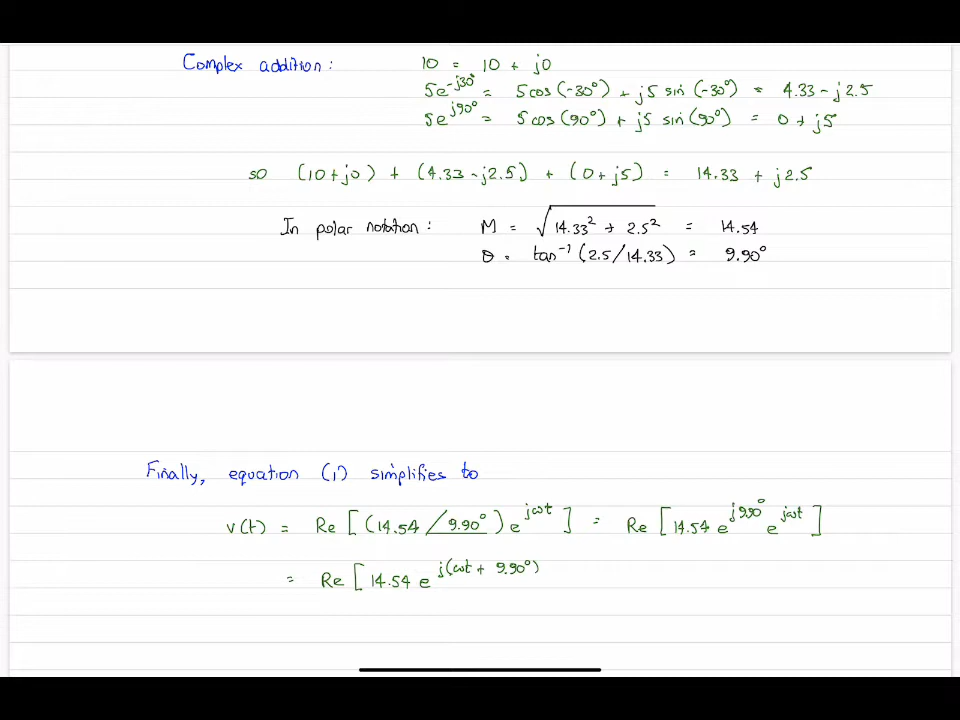 Complex addition: 10 = 10 + j0
5e^-j30° = 5cos(-30°) + j5 sin(-30°) = 4.33 - j2.5
5e^j90° = 5cos(90°) + j5 sin(90°) = 0 + j5
so (10 + j0) + (4.33 - j2.5) + (0 + j5) = 14.33 + j2.5
In polar notation: M = √14.33² + 2.5² = 14.54
θ = tan⁻¹(2.5/14.33) = 9.90°
Finally, equation (1) simplifies to
v(t) = Re[(14.54 ∠9.90°) e^jωt] = Re[14.54 e^j9.90° e^jωt]
= Re[14.54 e^j(ωt + 9.90°)